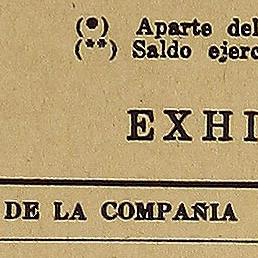 (*) Aparte del
(**) Saldo ejerc
EXHI
DE LA COMPAÑIA